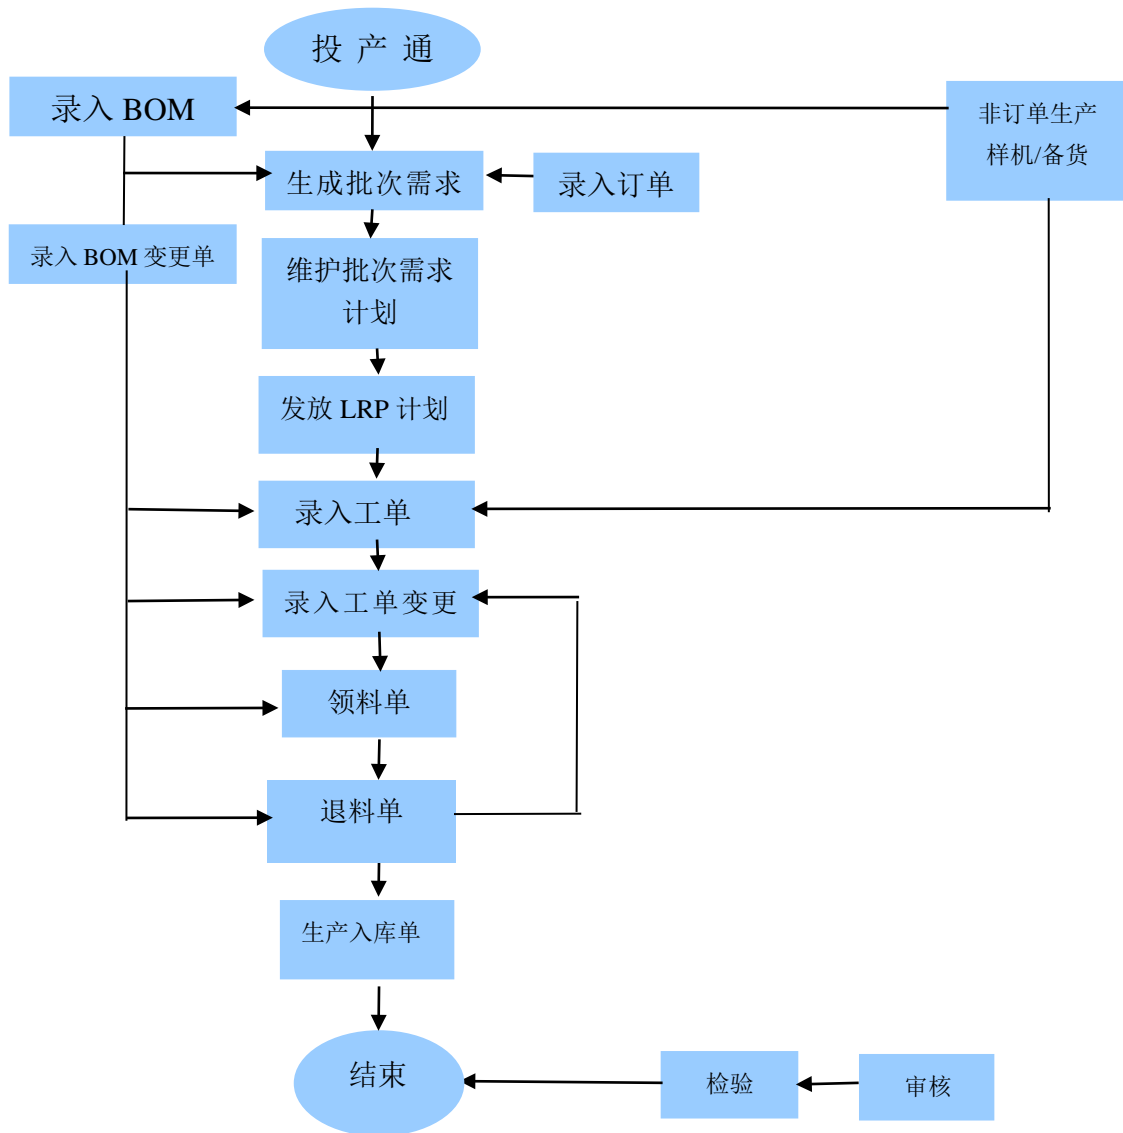 投 产 通
录入 BOM
非订单生产
样机/备货
生成批次需求
录入订单
录入 BOM 变更单
维护批次需求
计划
发放 LRP 计划
录入工单
录入工单变更
领料单
退料单
生产入库单
结束
检验
审核